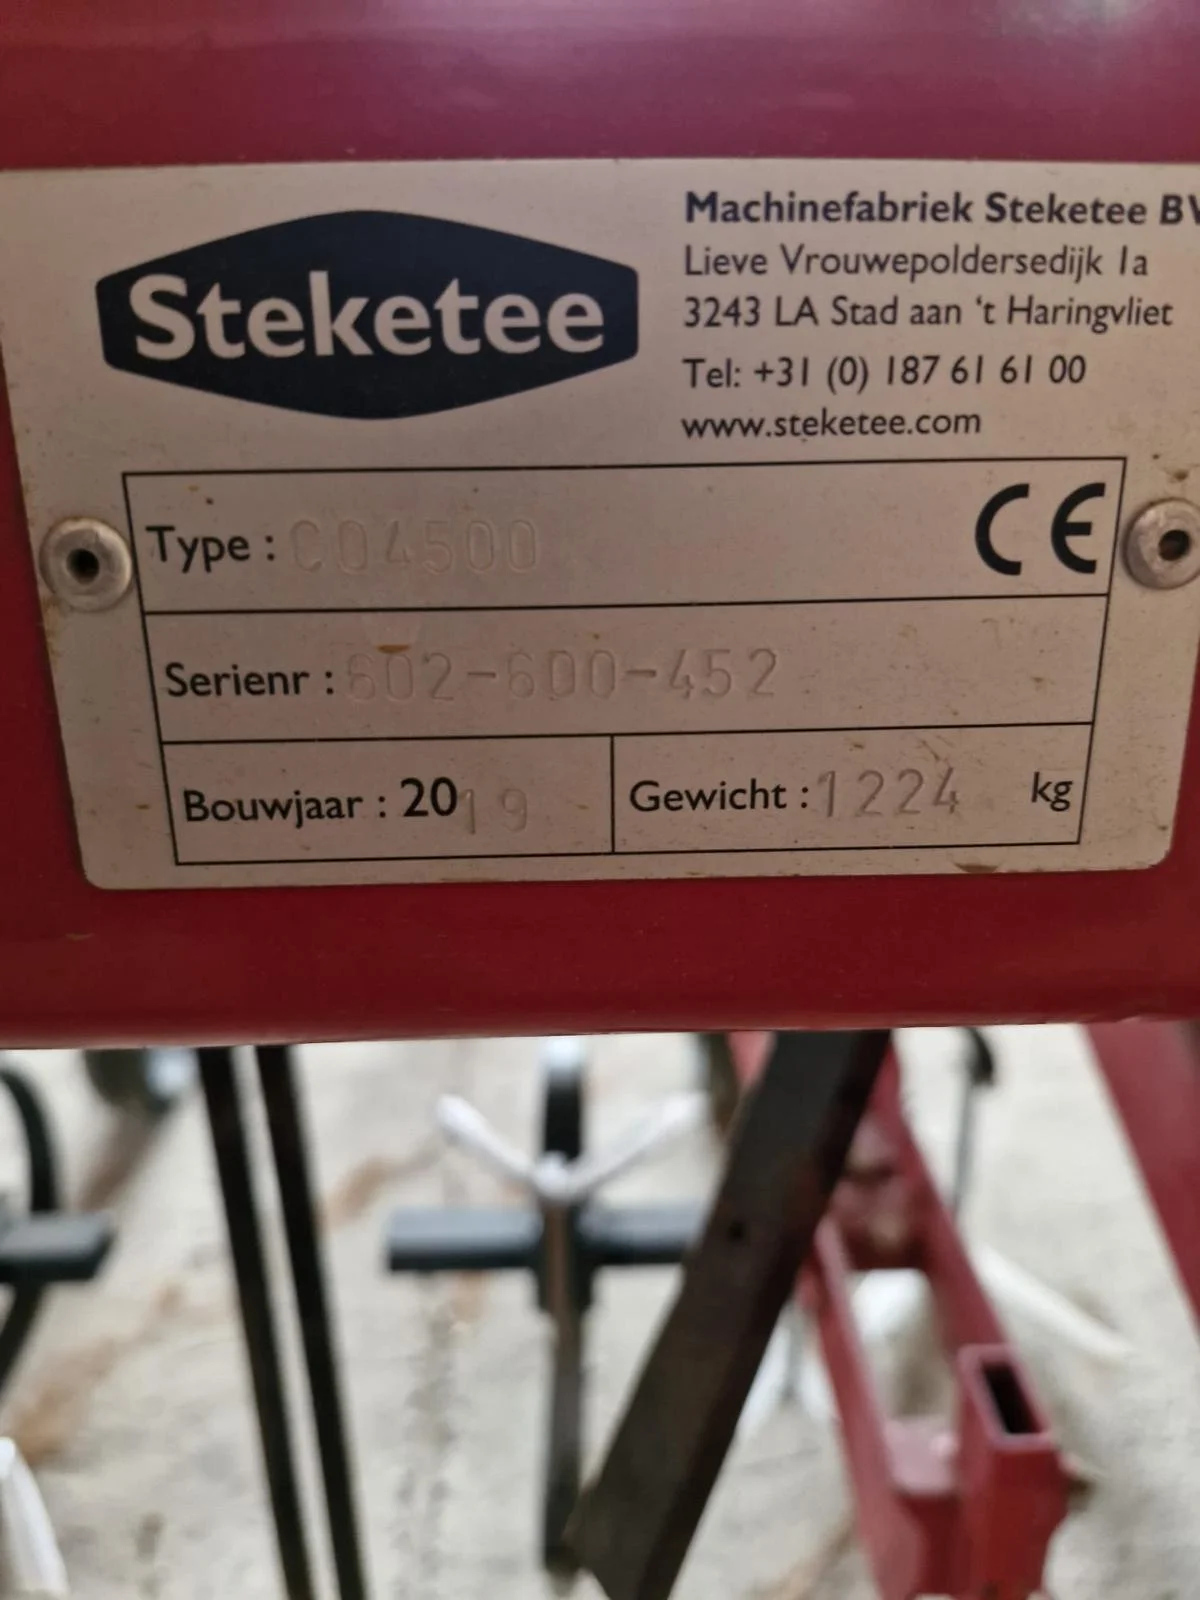 Steketee
Machinefabriek Steketee BV
Lieve Vrouwepoldersedijk 1a
3243 LA Stad aan 't Haringvliet
Tel: +31 (0) 187 61 61 00
www.steketee.com
Type : CO4500 CE
Serienr : 602-600-452
Bouwjaar : 2019 Gewicht : 1224 kg